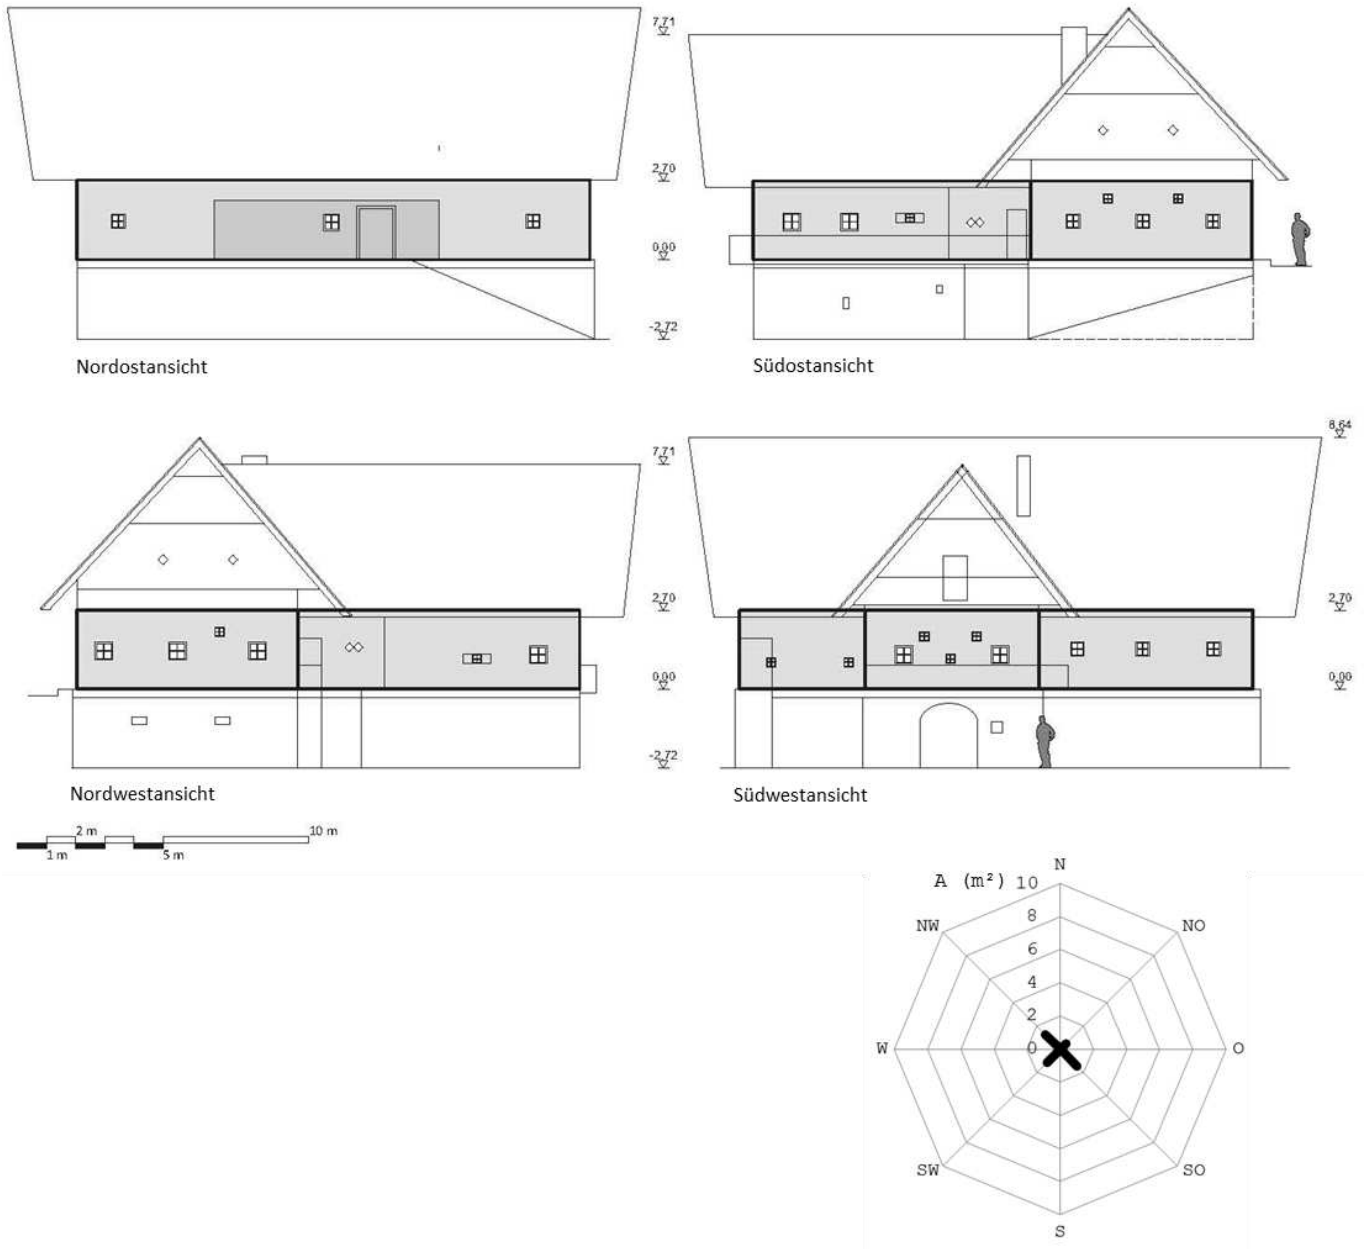 7,71
2,70
0,00
-2,72
Nordostansicht
Südostansicht
7,71
2,70
0,00
-2,72
Nordwestansicht
8,64
2,70
0,00
Südwestansicht
2 m
10 m
1 m
5 m
N
A (m²) 10
8
6
4
2
0
NW
NO
W
O
SW
SO
S